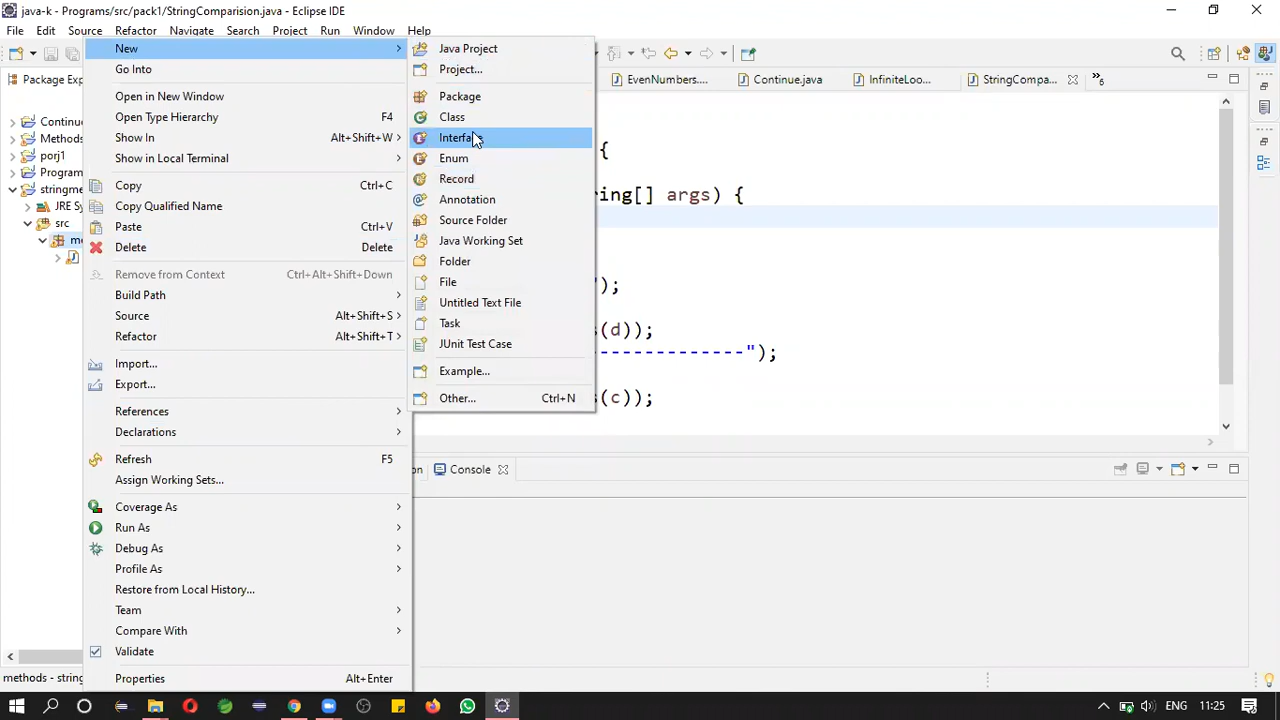 java-k - Programs/src/pack1/StringComparision.java - Eclipse IDE
File Edit Source Refactor Navigate Search Project Run Window Help
Package Exp
EvenNumbers....
Continue.java
InfiniteLoo...
StringCompa...
5
Continu
Methods
porj1
Program
stringme
JRE Sy
src
me
New
Go Into
Open in New Window
Open Type Hierarchy F4
Show In Alt+Shift+W
Show in Local Terminal
Copy Ctrl+C
Copy Qualified Name
Paste Ctrl+V
Delete Delete
Remove from Context Ctrl+Alt+Shift+Down
Build Path
Source Alt+Shift+S
Refactor Alt+Shift+T
Import...
Export...
References
Declarations
Refresh F5
Assign Working Sets...
Coverage As
Run As
Debug As
Profile As
Restore from Local History...
Team
Compare With
Validate
Properties Alt+Enter
Java Project
Project...
Package
Class
Interface
Enum
Record
Annotation
Source Folder
Java Working Set
Folder
File
Untitled Text File
Task
JUnit Test Case
Example...
Other... Ctrl+N
{
ring[] args) {
");
s(d));
--------------");
s(c));
on
Console
methods - string
ENG 11:25